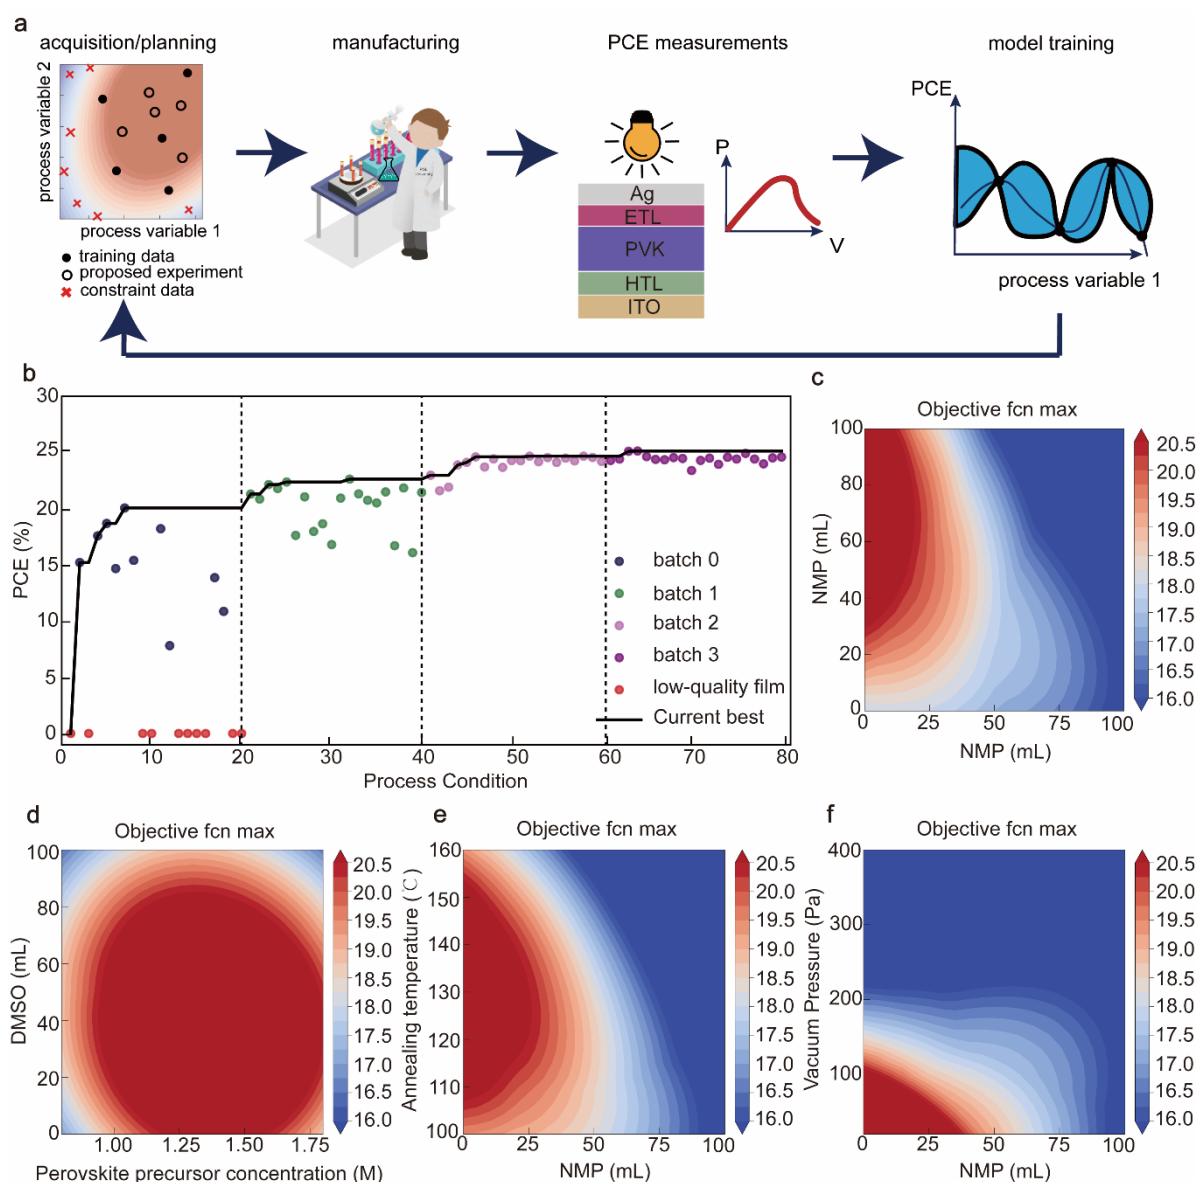 a
acquisition/planning
manufacturing
PCE measurements
model training
process variable 2
process variable 1
training data
proposed experiment
constraint data
Ag
ETL
PVK
HTL
ITO
P
V
PCE
process variable 1
b
PCE (%)
30
25
20
15
10
5
0
0 10 20 30 40 50 60 70 80
Process Condition
batch 0
batch 1
batch 2
batch 3
low-quality film
Current best
c
Objective fcn max
NMP (mL)
100
80
60
40
20
0
0 25 50 75 100
NMP (mL)
20.5
20.0
19.5
19.0
18.5
18.0
17.5
17.0
16.5
16.0
d
Objective fcn max
DMSO (mL)
100
80
60
40
20
0
1.00 1.25 1.50 1.75
Perovskite precursor concentration (M)
20.5
20.0
19.5
19.0
18.5
18.0
17.5
17.0
16.5
16.0
e
Objective fcn max
Annealing temperature (℃)
160
150
140
130
120
110
100
0 25 50 75 100
NMP (mL)
20.5
20.0
19.5
19.0
18.5
18.0
17.5
17.0
16.5
16.0
f
Objective fcn max
Vacuum Pressure (Pa)
400
300
200
100
0 25 50 75 100
NMP (mL)
20.5
20.0
19.5
19.0
18.5
18.0
17.5
17.0
16.5
16.0